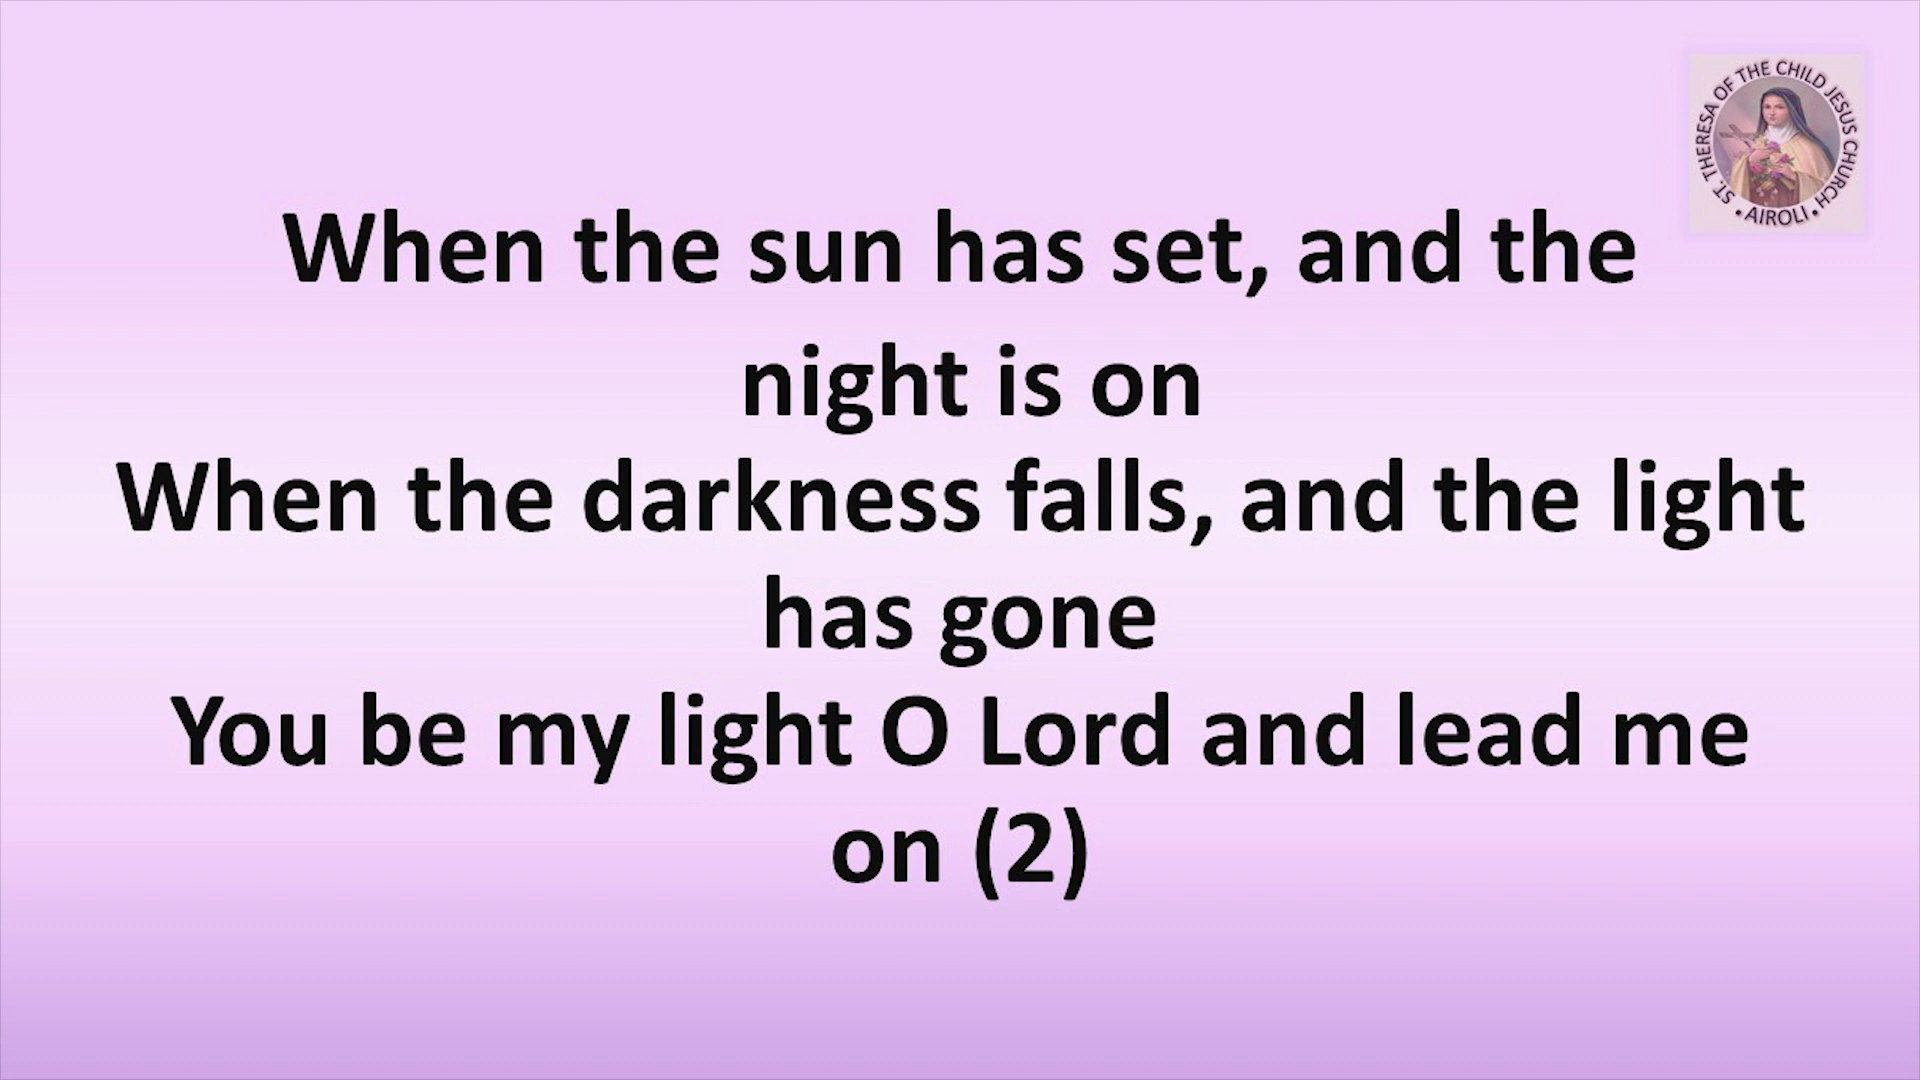 ST. THERESA OF THE CHILD JESUS CHURCH
• AIROLI •
When the sun has set, and the
night is on
When the darkness falls, and the light
has gone
You be my light O Lord and lead me
on (2)